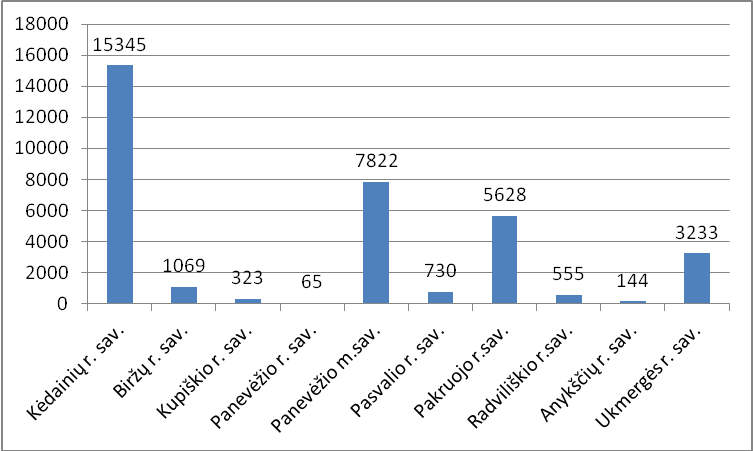 18000
16000
14000
12000
10000
8000
6000
4000
2000
0
15345
1069
323
65
7822
730
5628
555
144
3233
Kėdainių r. sav.
Biržų r. sav.
Kupiškio r. sav.
Panevėžio r. sav.
Panevėžio m.sav.
Pasvalio r. sav.
Pakruojo r.sav.
Radviliškio r.sav.
Anykščių r. sav.
Ukmergės r. sav.